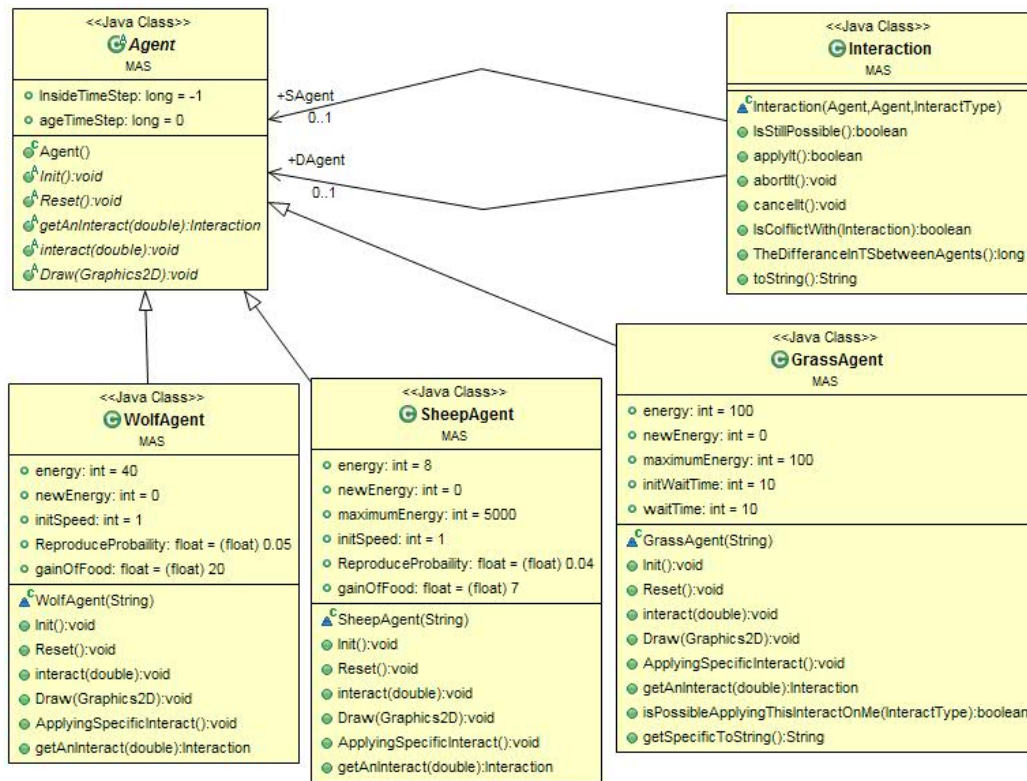 <<Java Class>>
Agent
MAS
InsideTimeStep: long = -1
ageTimeStep: long = 0
Agent()
Init():void
Reset():void
getAnInteract(double):Interaction
interact(double):void
Draw(Graphics2D):void
+SAgent
0..1
+DAgent
0..1
<<Java Class>>
Interaction
MAS
Interaction(Agent,Agent,InteractType)
IsStillPossible():boolean
applyIt():boolean
abortIt():void
cancelIt():void
IsColflictWith(Interaction):boolean
TheDifferanceInTSbetweenAgents():long
toString():String
<<Java Class>>
WolfAgent
MAS
energy: int = 40
newEnergy: int = 0
initSpeed: int = 1
ReproduceProbaility: float = (float) 0.05
gainOfFood: float = (float) 20
WolfAgent(String)
Init():void
Reset():void
interact(double):void
Draw(Graphics2D):void
ApplyingSpecificInteract():void
getAnInteract(double):Interaction
<<Java Class>>
SheepAgent
MAS
energy: int = 8
newEnergy: int = 0
maximumEnergy: int = 5000
initSpeed: int = 1
ReproduceProbaility: float = (float) 0.04
gainOfFood: float = (float) 7
SheepAgent(String)
Init():void
Reset():void
interact(double):void
Draw(Graphics2D):void
ApplyingSpecificInteract():void
getAnInteract(double):Interaction
<<Java Class>>
GrassAgent
MAS
energy: int = 100
newEnergy: int = 0
maximumEnergy: int = 100
initWaitTime: int = 10
waitTime: int = 10
GrassAgent(String)
Init():void
Reset():void
interact(double):void
Draw(Graphics2D):void
ApplyingSpecificInteract():void
getAnInteract(double):Interaction
isPossibleApplyingThisInteractOnMe(InteractType):boolean
getSpecificToString():String